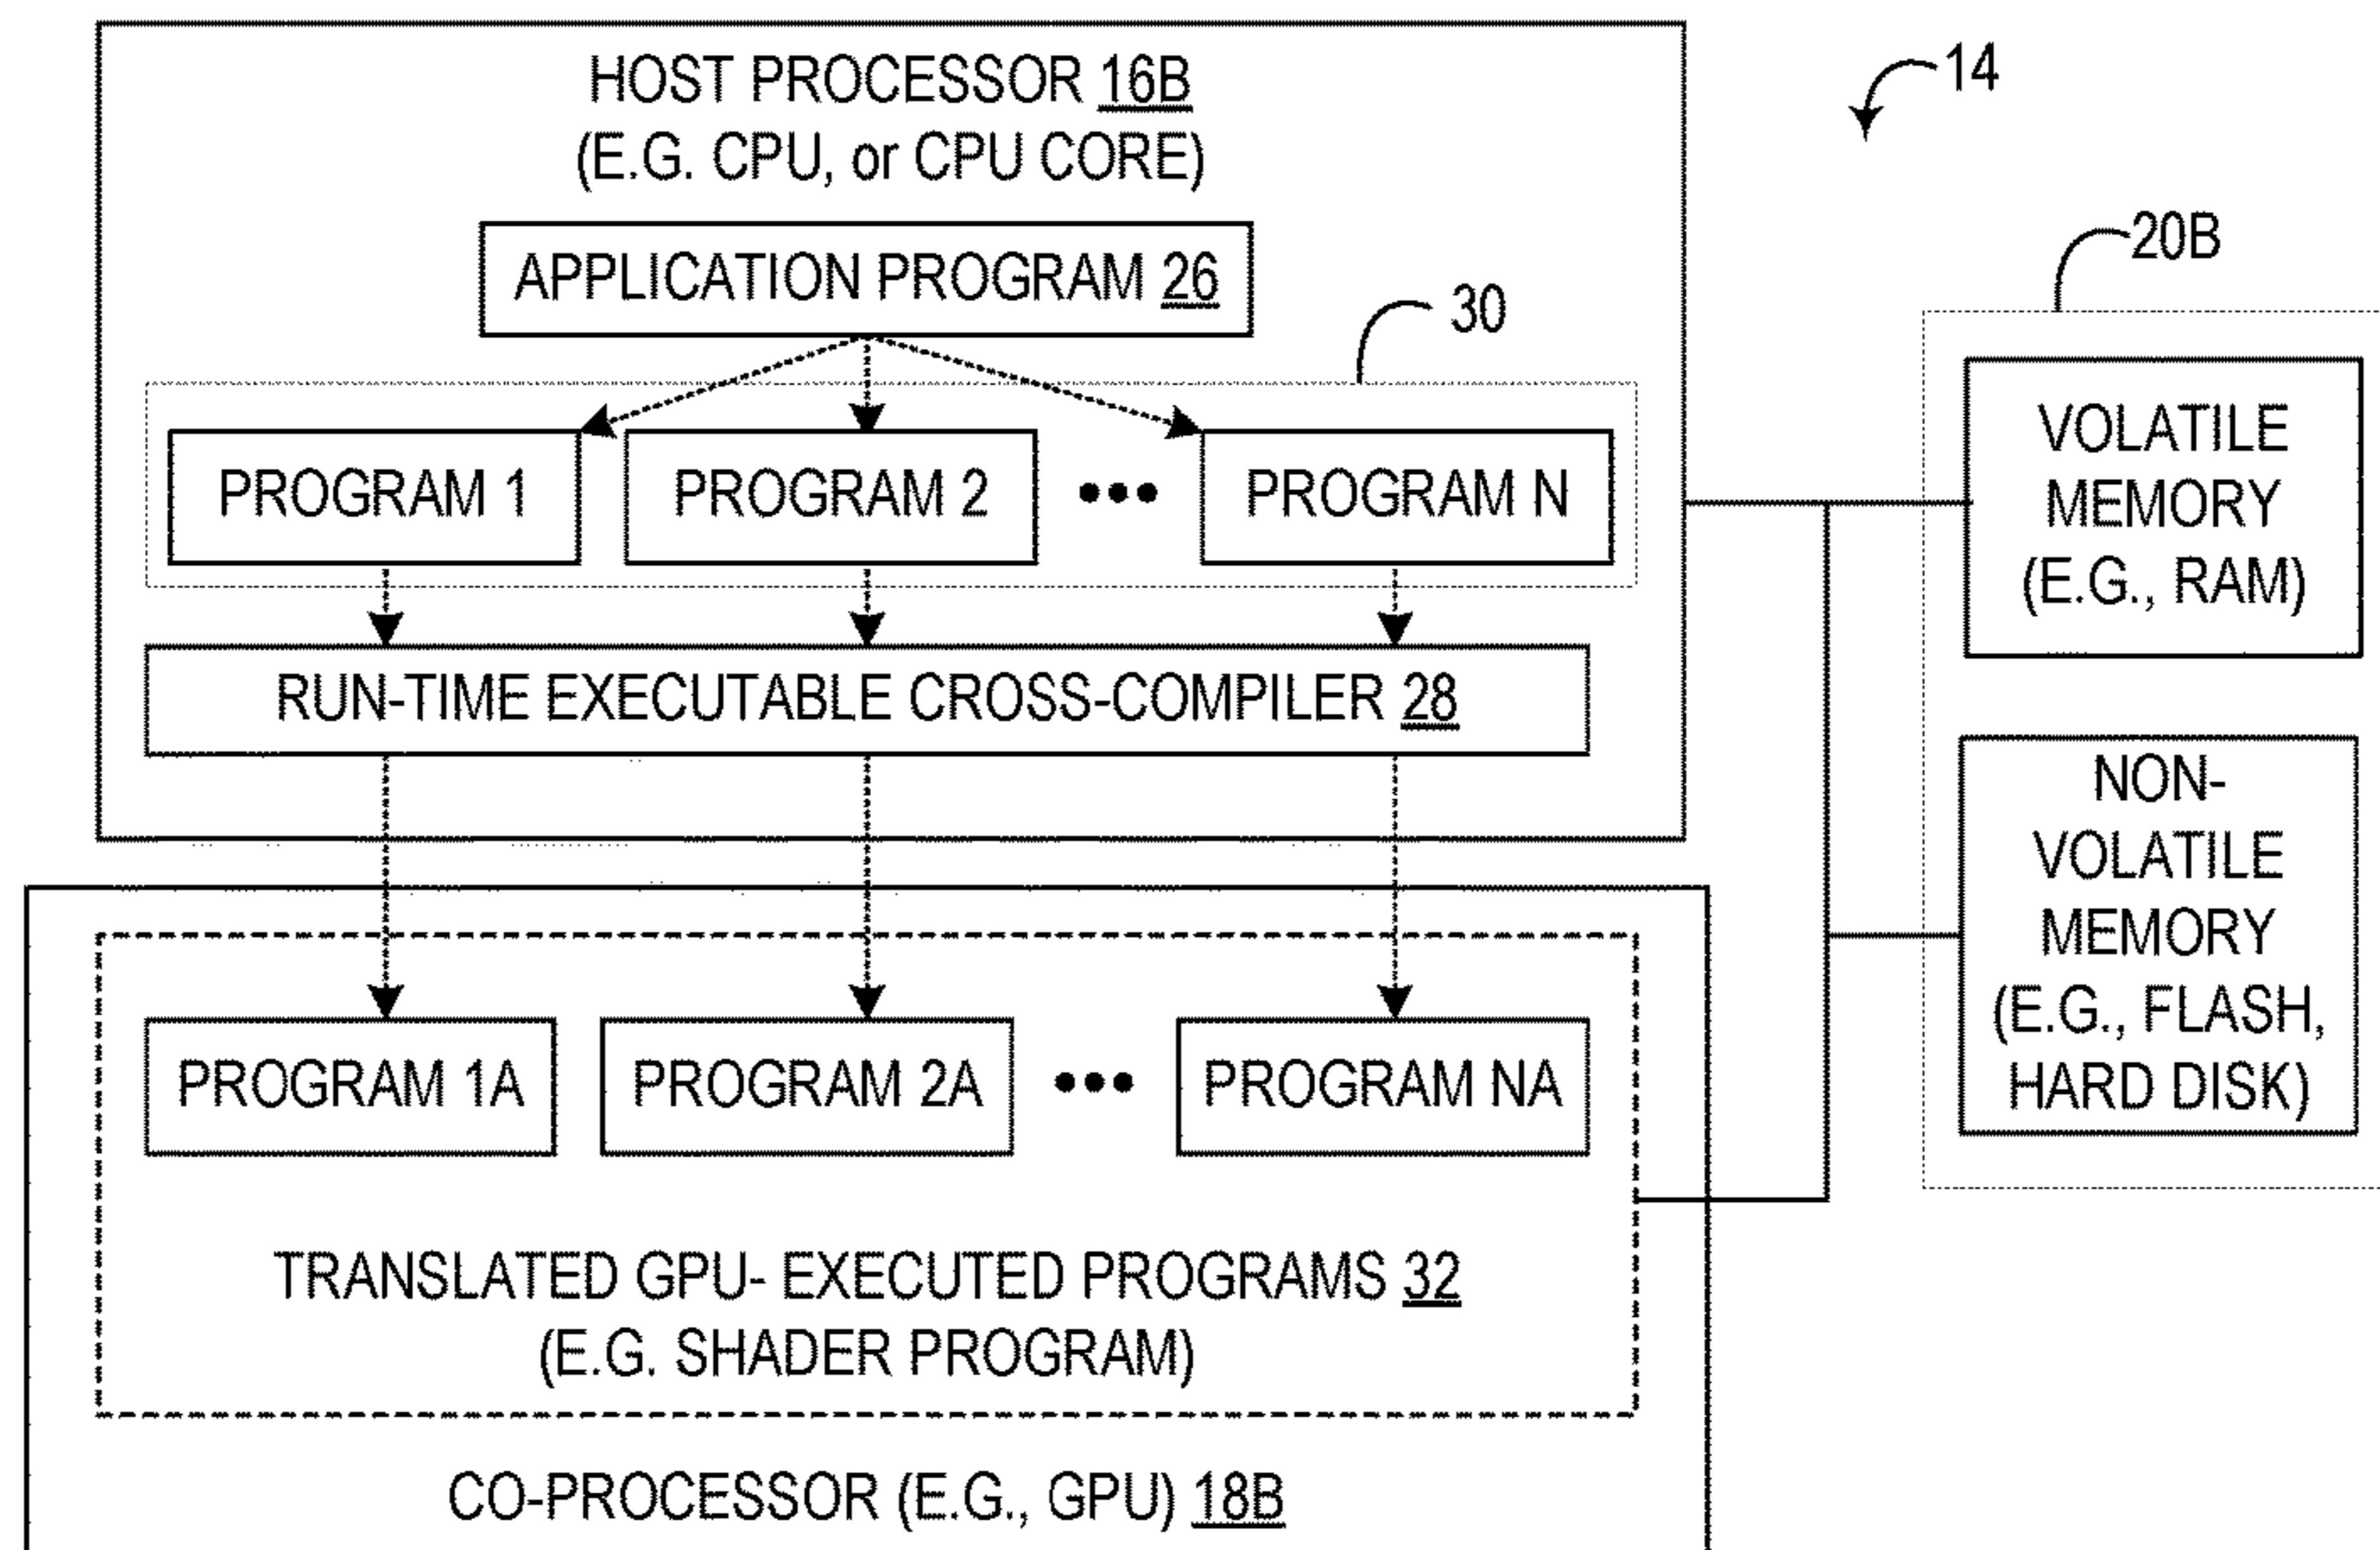 HOST PROCESSOR 16B
(E.G. CPU, or CPU CORE)
14
APPLICATION PROGRAM 26
30
20B
PROGRAM 1
PROGRAM 2
•••
PROGRAM N
VOLATILE
MEMORY
(E.G., RAM)
RUN-TIME EXECUTABLE CROSS-COMPILER 28
NON-
VOLATILE
MEMORY
(E.G., FLASH,
HARD DISK)
PROGRAM 1A
PROGRAM 2A
•••
PROGRAM NA
TRANSLATED GPU- EXECUTED PROGRAMS 32
(E.G. SHADER PROGRAM)
CO-PROCESSOR (E.G., GPU) 18B